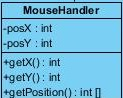 MouseHandler
-posX : int
-posY : int
+getX() : int
+getY() : int
+getPosition() : int []